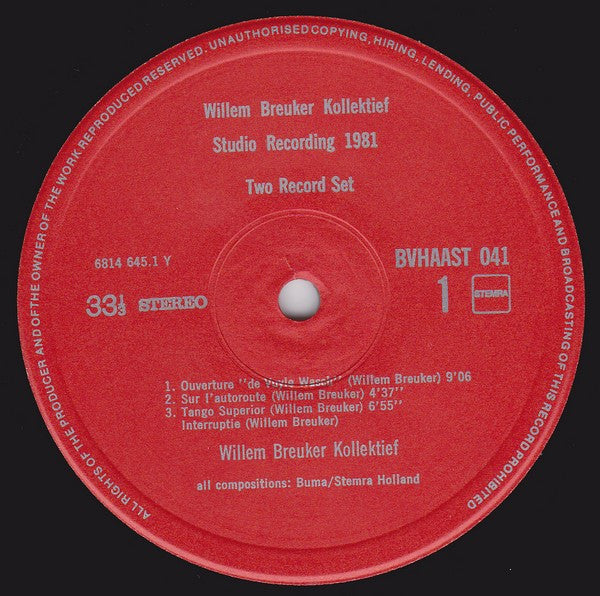 ALL RIGHTS OF THE PRODUCER AND OF THE OWNER OF THE WORK REPRODUCED RESERVED. UNAUTHORISED COPYING, HIRING, LENDING, PUBLIC PERFORMANCE AND BROADCASTING OF THIS RECORD PROHIBITED
Willem Breuker Kollektief
Studio Recording 1981
Two Record Set
6814 645.1 Y
BVHAAST 041
33⅓ STEREO
1 STEMRA
1. Ouverture "de Vuyle Wasch" (Willem Breuker) 9'06
2. Sur l'autoroute (Willem Breuker) 4'37"
3. Tango Superior (Willem Breuker) 6'55"
Interruptie (Willem Breuker)
Willem Breuker Kollektief
all compositions: Buma/Stemra Holland